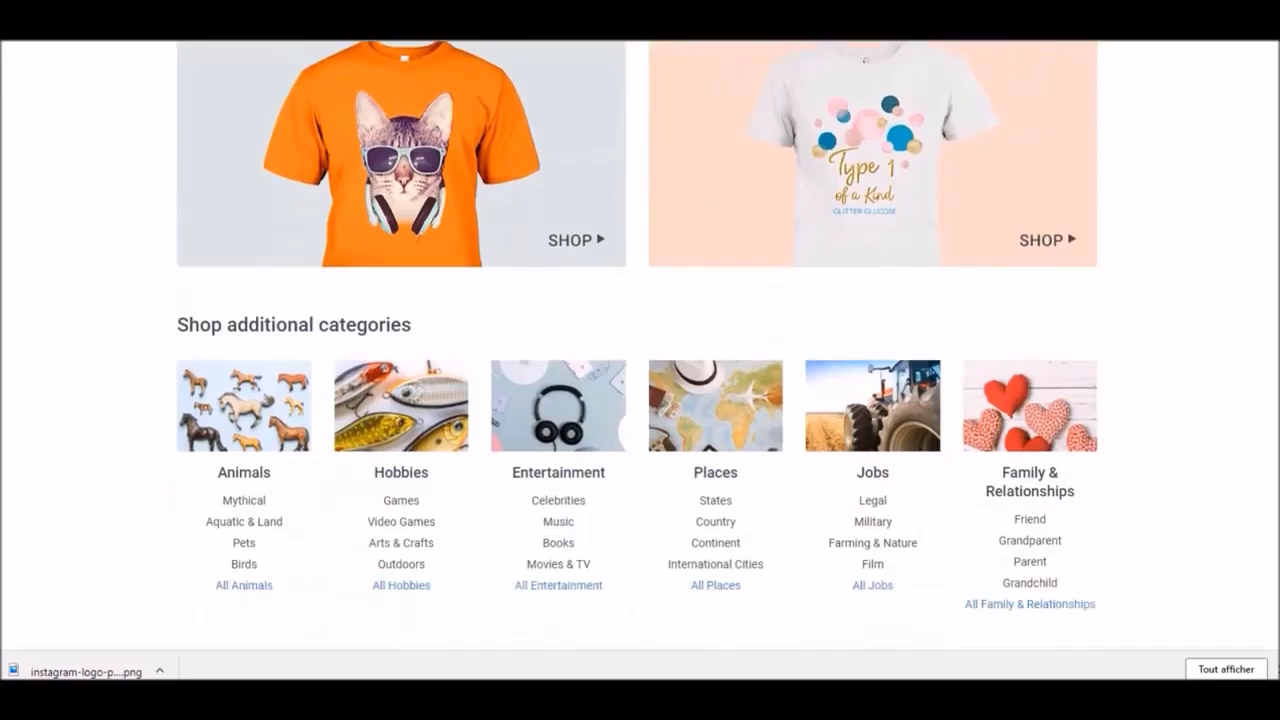 Type 1
of a Kind
GLITTER GLUCOSE
SHOP
SHOP
Shop additional categories
Animals
Mythical
Aquatic & Land
Pets
Birds
All Animals
Hobbies
Games
Video Games
Arts & Crafts
Outdoors
All Hobbies
Entertainment
Celebrities
Music
Books
Movies & TV
All Entertainment
Places
States
Country
Continent
International Cities
All Places
Jobs
Legal
Military
Farming & Nature
Film
All Jobs
Family &
Relationships
Friend
Grandparent
Parent
Grandchild
All Family & Relationships
instagram-logo-p....png
Tout afficher